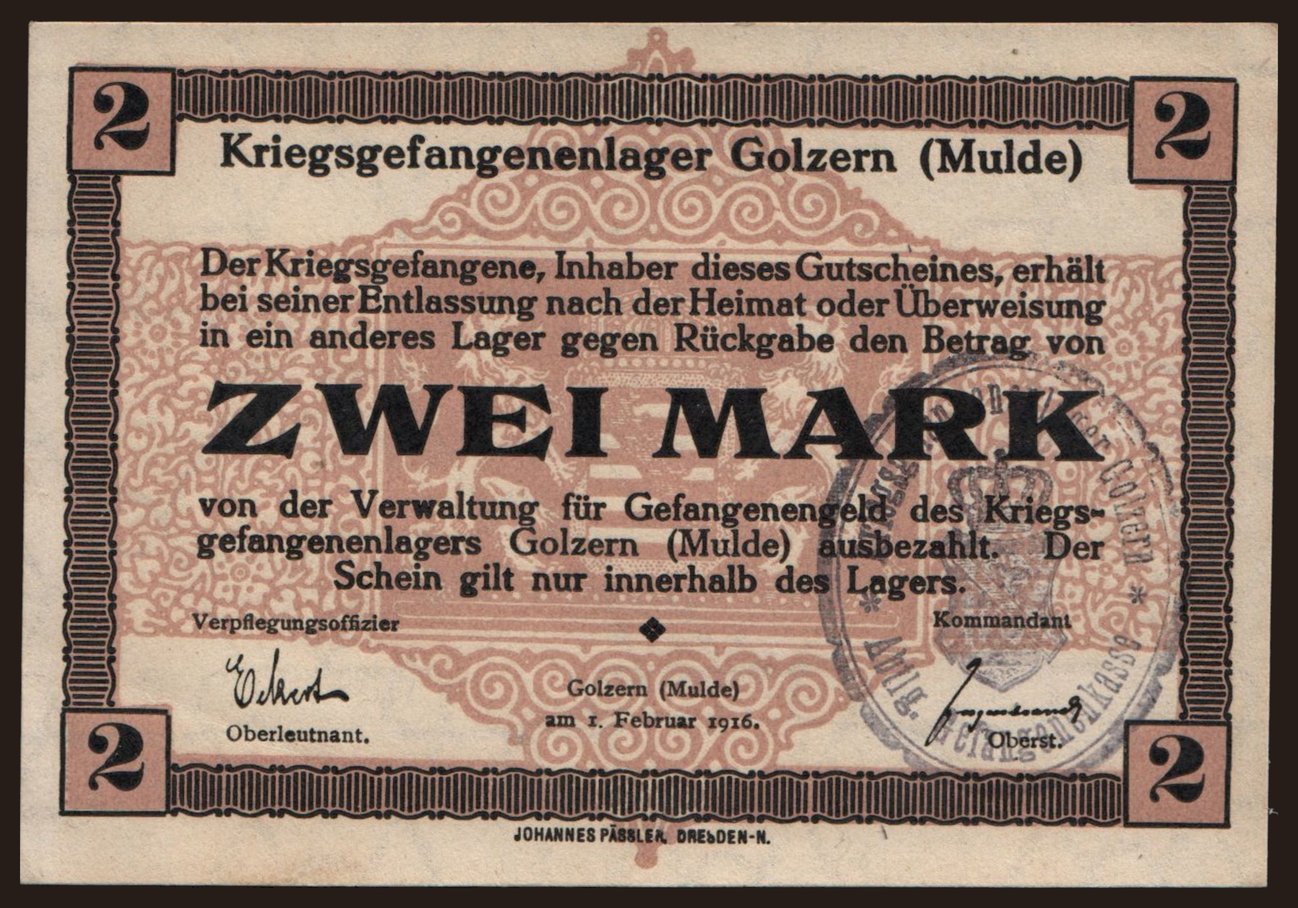 2 2
Kriegsgefangenenlager Golzern (Mulde)
Der Kriegsgefangene, Inhaber dieses Gutscheines, erhält
bei seiner Entlassung nach der Heimat oder Überweisung
in ein anderes Lager gegen Rückgabe den Betrag von
ZWEI MARK
von der Verwaltung für Gefangenengeld des Kriegs-
gefangenenlagers Golzern (Mulde) ausbezahlt. Der
Schein gilt nur innerhalb des Lagers.
Verpflegungsoffizier
Eckert
Oberleutnant.
Golzern (Mulde)
am 1. Februar 1916.
Kommandant
Oberst.
Golzern
Gefangenenkasse
2 2
JOHANNES PÄSSLER, DRESDEN-N.